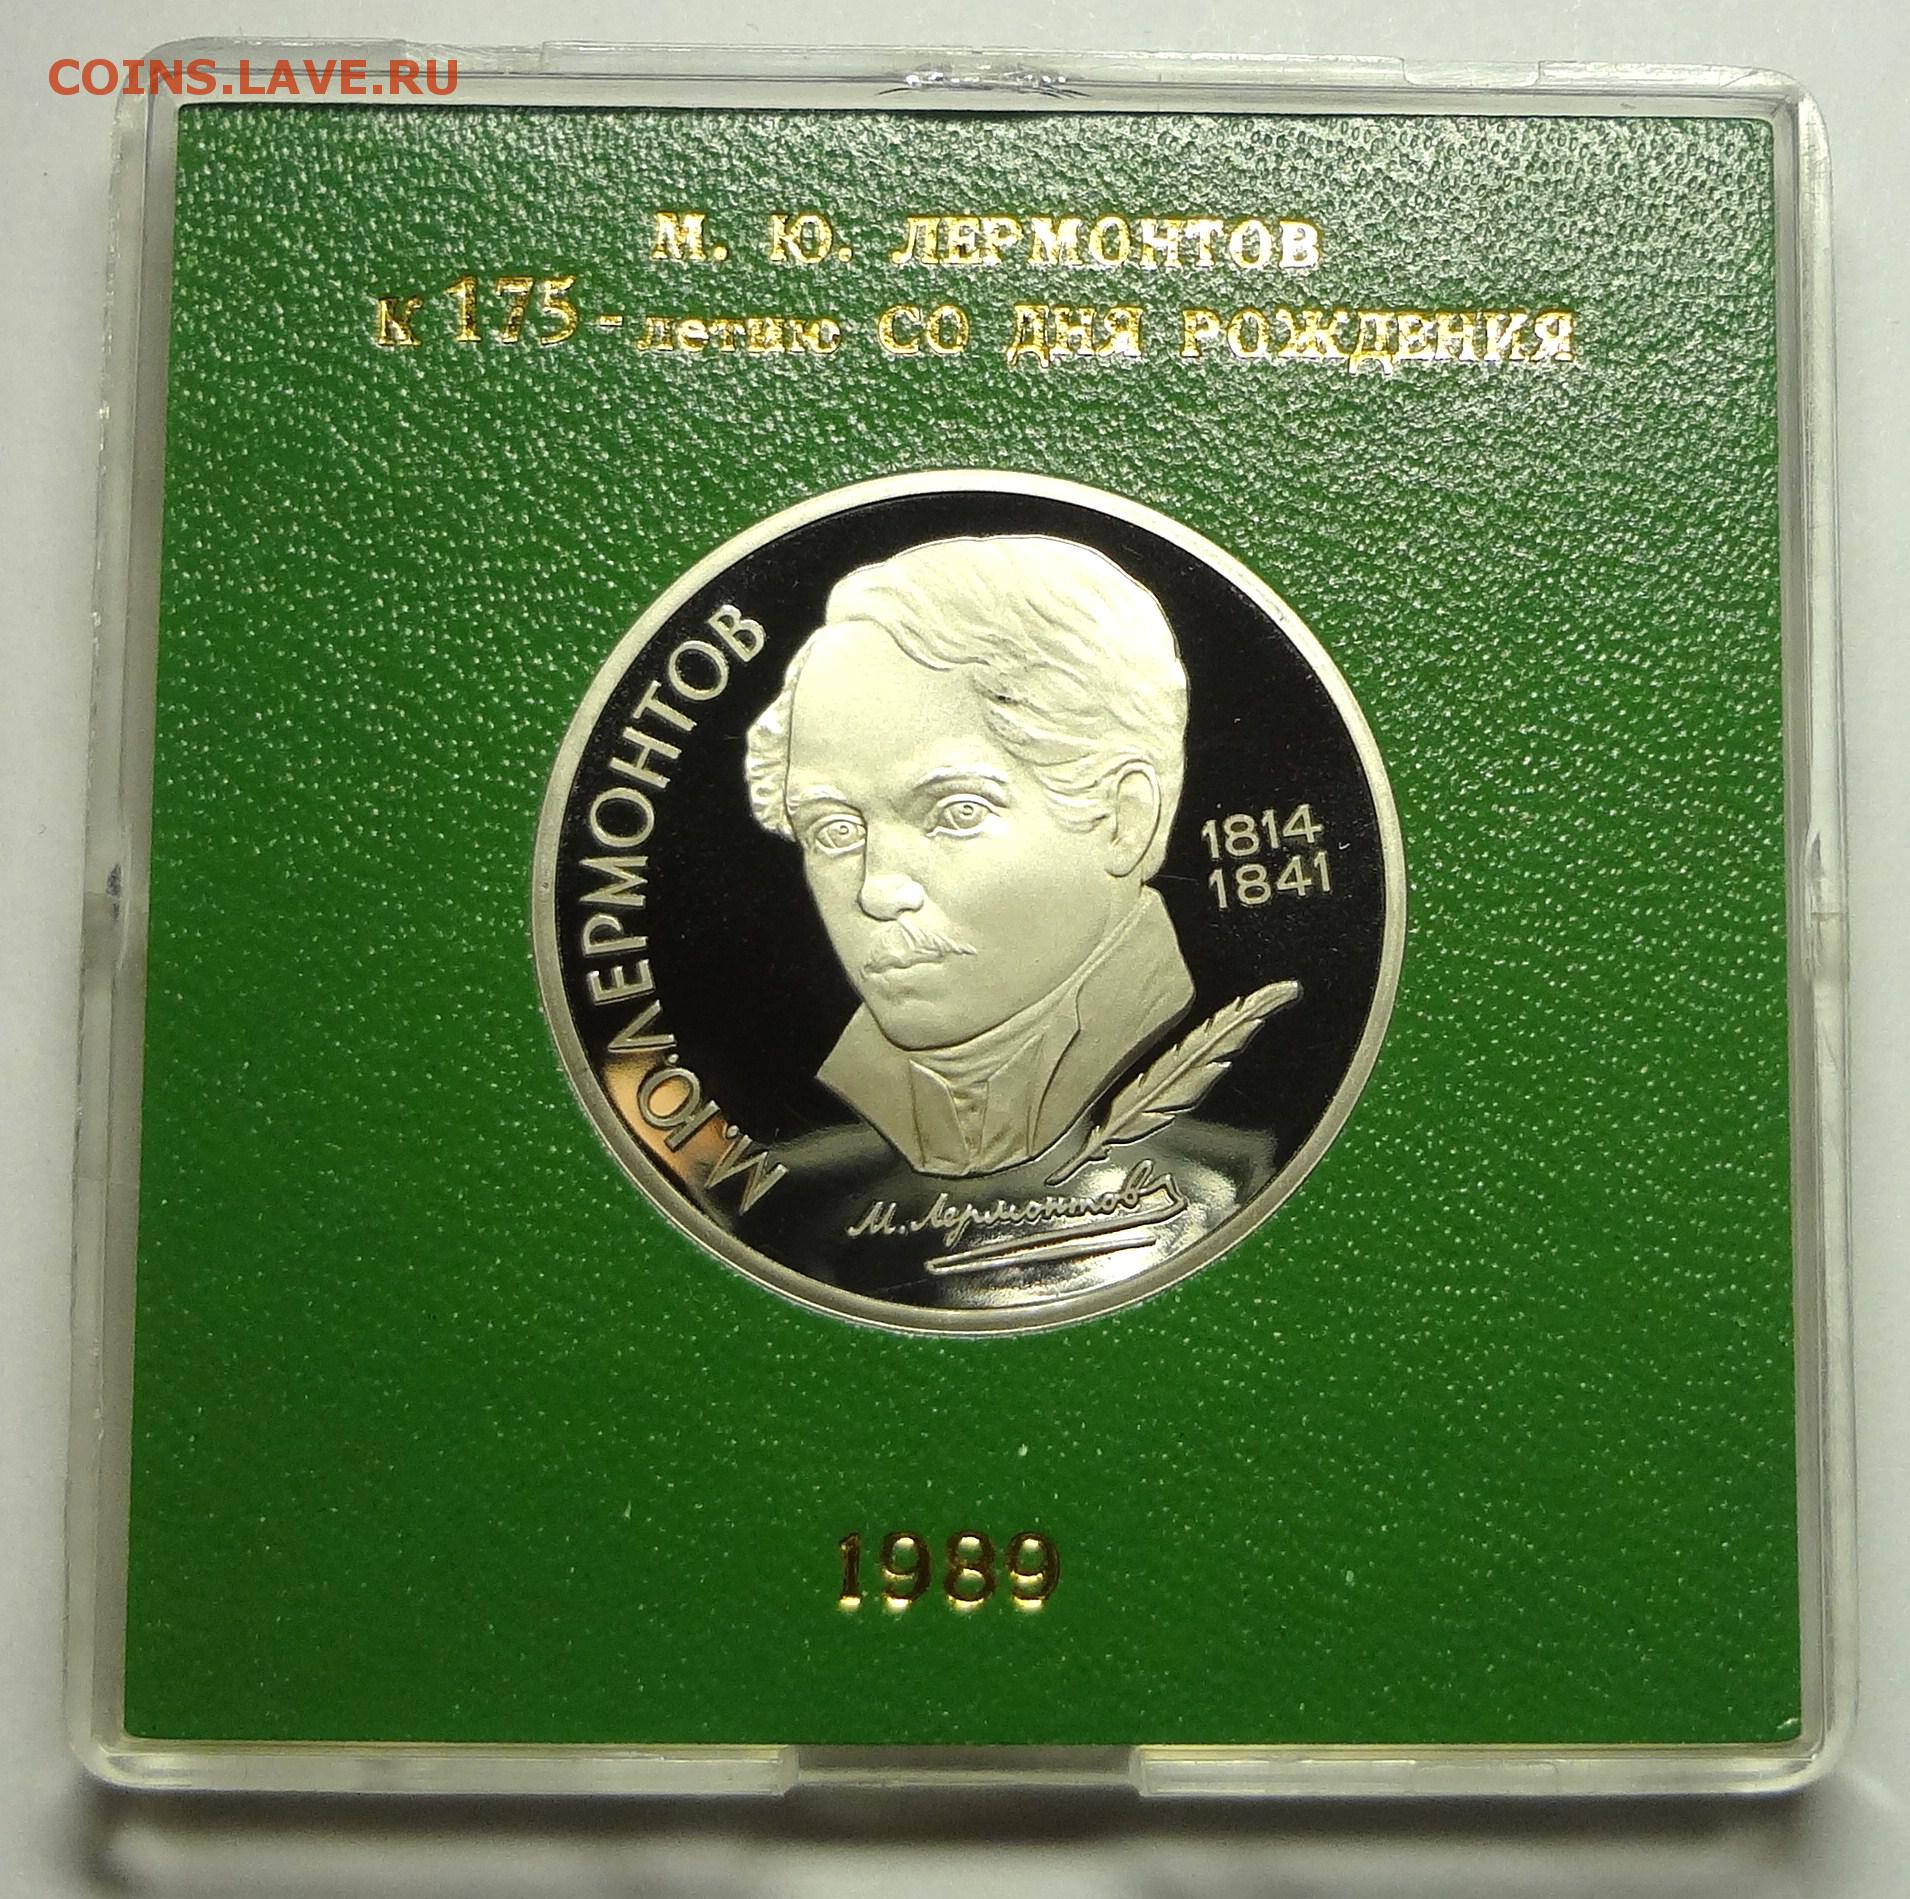 COINS.LAVE.RU
М. Ю. ЛЕРМОНТОВ
к 175-летию СО ДНЯ РОЖДЕНИЯ
М.Ю.ЛЕРМОНТОВ
1814
1841
М. Лермонтов
1989